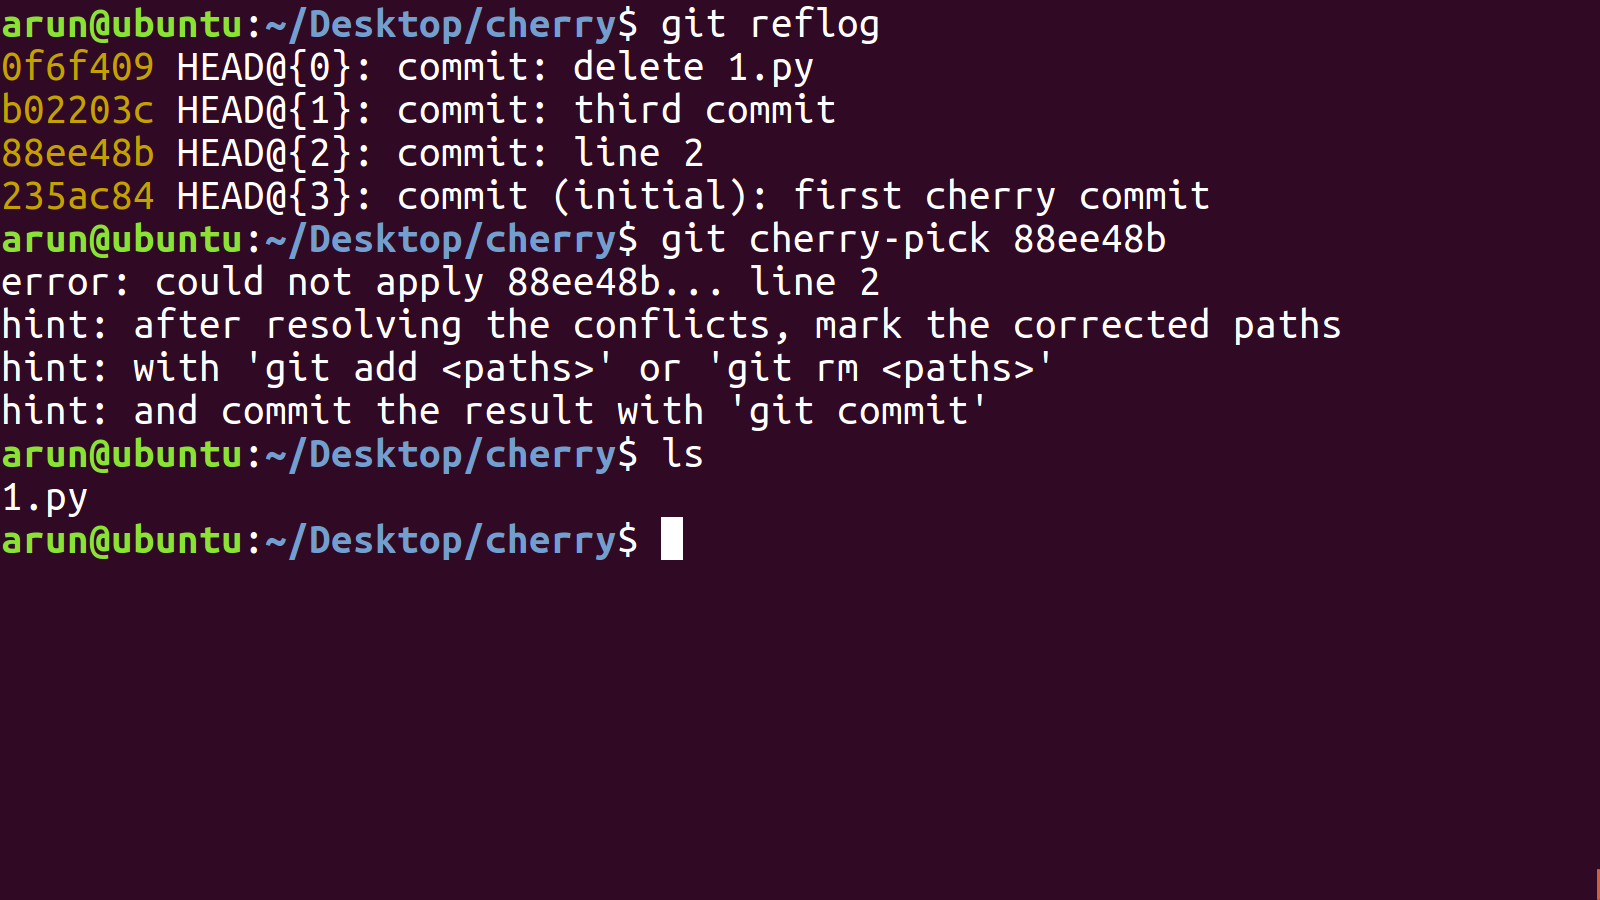 arun@ubuntu:~/Desktop/cherry$ git reflog
0f6f409 HEAD@{0}: commit: delete 1.py
b02203c HEAD@{1}: commit: third commit
88ee48b HEAD@{2}: commit: line 2
235ac84 HEAD@{3}: commit (initial): first cherry commit
arun@ubuntu:~/Desktop/cherry$ git cherry-pick 88ee48b
error: could not apply 88ee48b... line 2
hint: after resolving the conflicts, mark the corrected paths
hint: with 'git add <paths>' or 'git rm <paths>'
hint: and commit the result with 'git commit'
arun@ubuntu:~/Desktop/cherry$ ls
1.py
arun@ubuntu:~/Desktop/cherry$